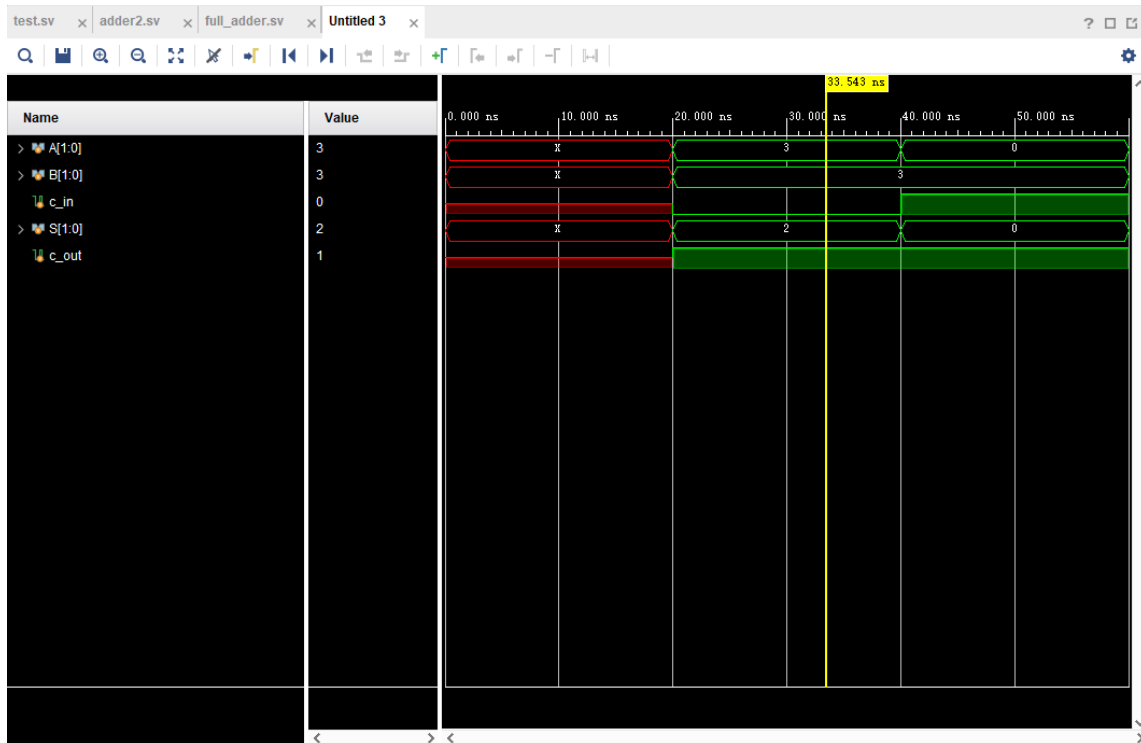 test.sv × adder2.sv × full_adder.sv × Untitled 3 × ?
33.543 ns
Name Value 0.000 ns 10.000 ns 20.000 ns 30.000 ns 40.000 ns 50.000 ns
> A[1:0] 3 X 3 0
> B[1:0] 3 X 3
c_in 0
> S[1:0] 2 X 2 0
c_out 1